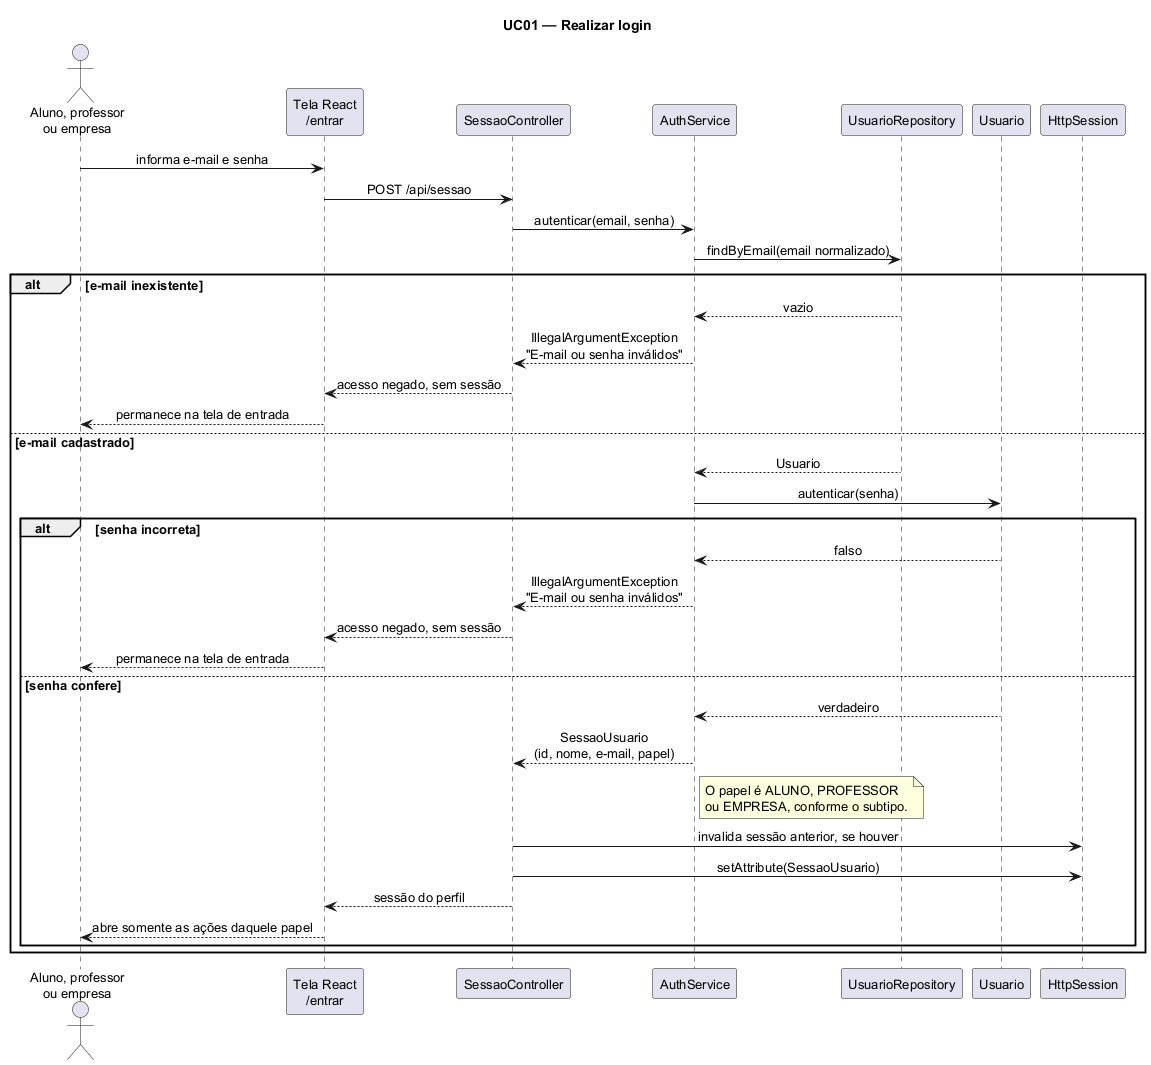 UC01 — Realizar login
Aluno, professor
ou empresa
Tela React
/entrar
SessaoController
AuthService
UsuarioRepository
Usuario
HttpSession
informa e-mail e senha
POST /api/sessao
autenticar(email, senha)
findByEmail(email normalizado)
alt
[e-mail inexistente]
vazio
IllegalArgumentException
"E-mail ou senha inválidos"
acesso negado, sem sessão
permanece na tela de entrada
[e-mail cadastrado]
Usuario
autenticar(senha)
alt
[senha incorreta]
falso
IllegalArgumentException
"E-mail ou senha inválidos"
acesso negado, sem sessão
permanece na tela de entrada
[senha confere]
verdadeiro
SessaoUsuario
(id, nome, e-mail, papel)
O papel é ALUNO, PROFESSOR
ou EMPRESA, conforme o subtipo.
invalida sessão anterior, se houver
setAttribute(SessaoUsuario)
sessão do perfil
abre somente as ações daquele papel
Aluno, professor
ou empresa
Tela React
/entrar
SessaoController
AuthService
UsuarioRepository
Usuario
HttpSession